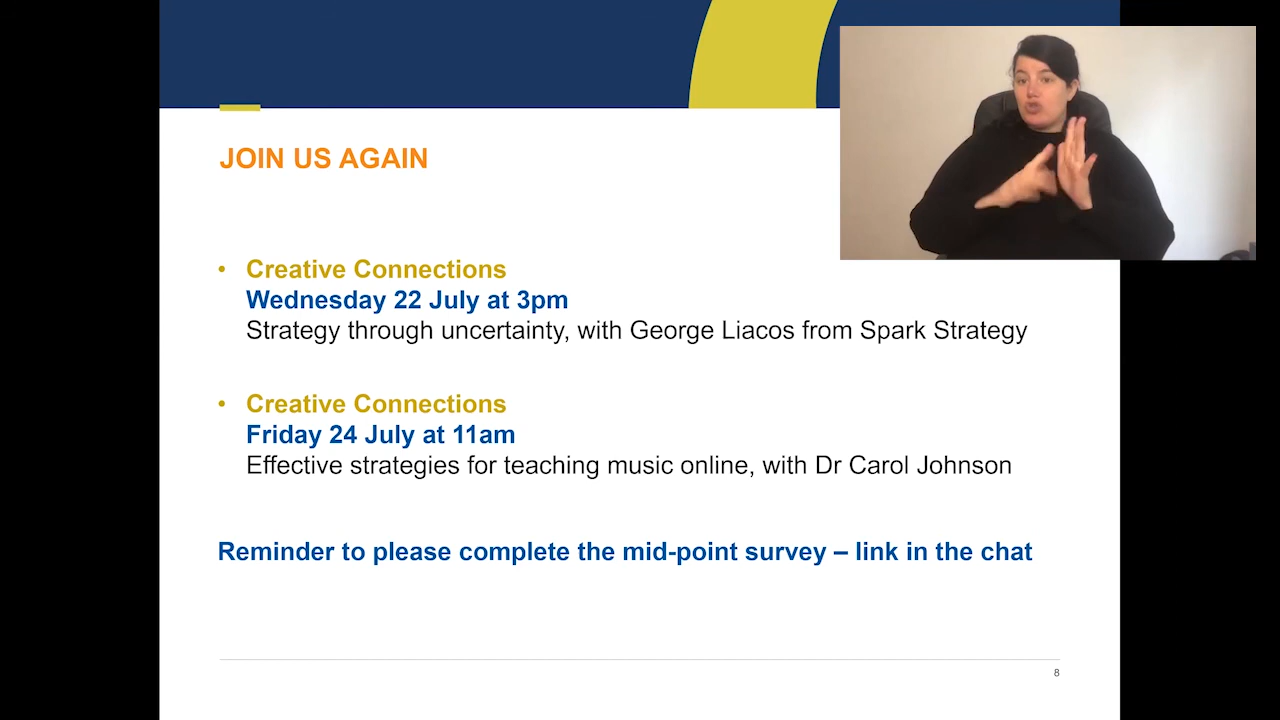 JOIN US AGAIN
• Creative Connections
Wednesday 22 July at 3pm
Strategy through uncertainty, with George Liacos from Spark Strategy
• Creative Connections
Friday 24 July at 11am
Effective strategies for teaching music online, with Dr Carol Johnson
Reminder to please complete the mid-point survey – link in the chat
8